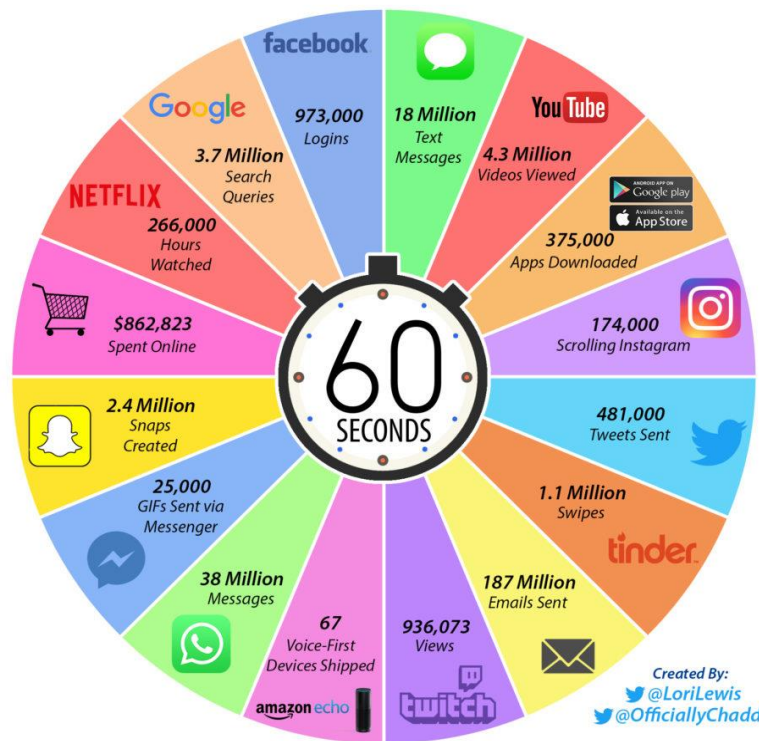 facebook
973,000
Logins
18 Million
Text
Messages
YouTube
4.3 Million
Videos Viewed
ANDROID APP ON
Google play
Available on the
App Store
375,000
Apps Downloaded
174,000
Scrolling Instagram
481,000
Tweets Sent
1.1 Million
Swipes
tinder
187 Million
Emails Sent
936,073
Views
twitch
67
Voice-First
Devices Shipped
amazon echo
38 Million
Messages
25,000
GIFs Sent via
Messenger
2.4 Million
Snaps
Created
$862,823
Spent Online
NETFLIX
266,000
Hours
Watched
Google
3.7 Million
Search
Queries
60
SECONDS
Created By:
@LoriLewis
@OfficiallyChadd